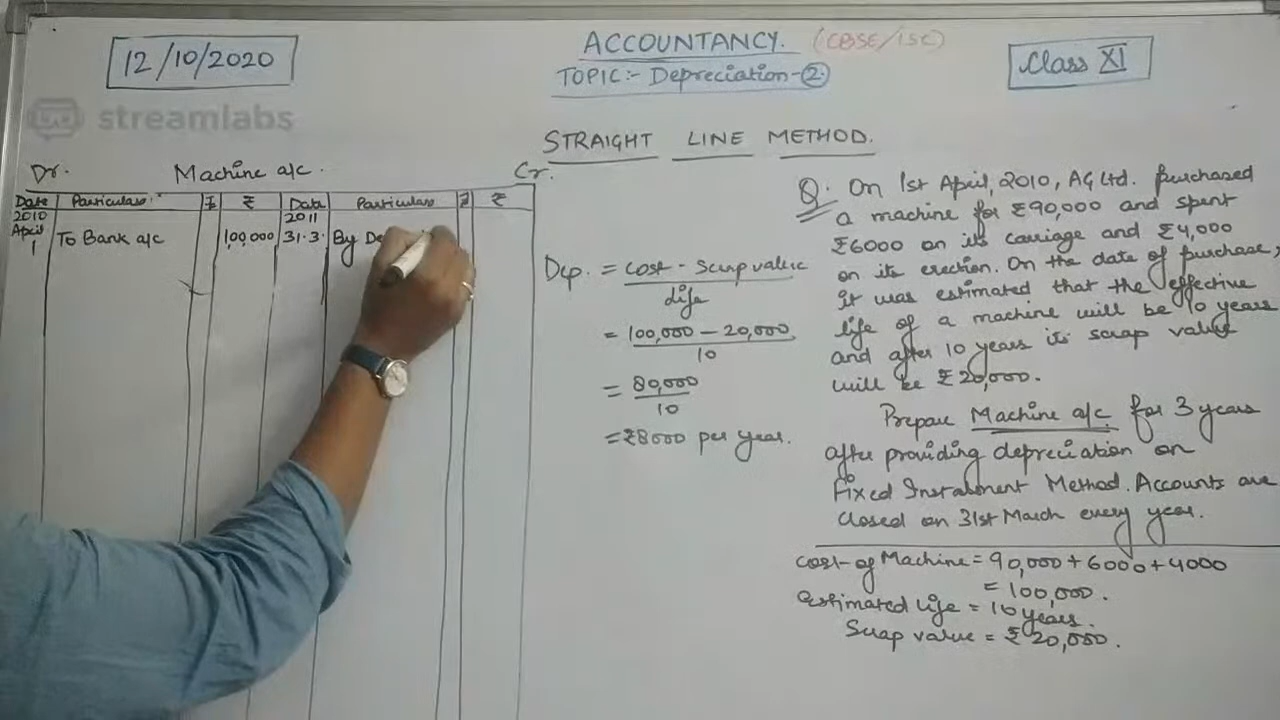 12/10/2020
ACCOUNTANCY. (CBSE/ISC)
TOPIC:- Depreciation-2.
Class XI
streamlabs
STRAIGHT LINE METHOD.
Dr. Machine a/c. Cr.
Date Particulars ₹ Date Particulars ₹
2010 2011
April
1 To Bank a/c 1,00,000 31.3. By De
Dep. = Cost - Scrap value
Life
= 100,000 - 20,000
10
= 80,000
10
= ₹8000 per year.
Q. On 1st April, 2010, AG Ltd. purchased
a machine for ₹90,000 and spent
₹6000 on its carriage and ₹4,000
on its erection. On the date of purchase,
it was estimated that the effective
life of a machine will be 10 years
and after 10 years its scrap value
will be ₹20,000.
Prepare Machine a/c. for 3 years
after providing depreciation on
Fixed Instalment Method. Accounts are
closed on 31st March every year.
Cost of Machine = 90,000 + 6000 + 4000
= 100,000.
Estimated life = 10 years.
Scrap value = ₹20,000.